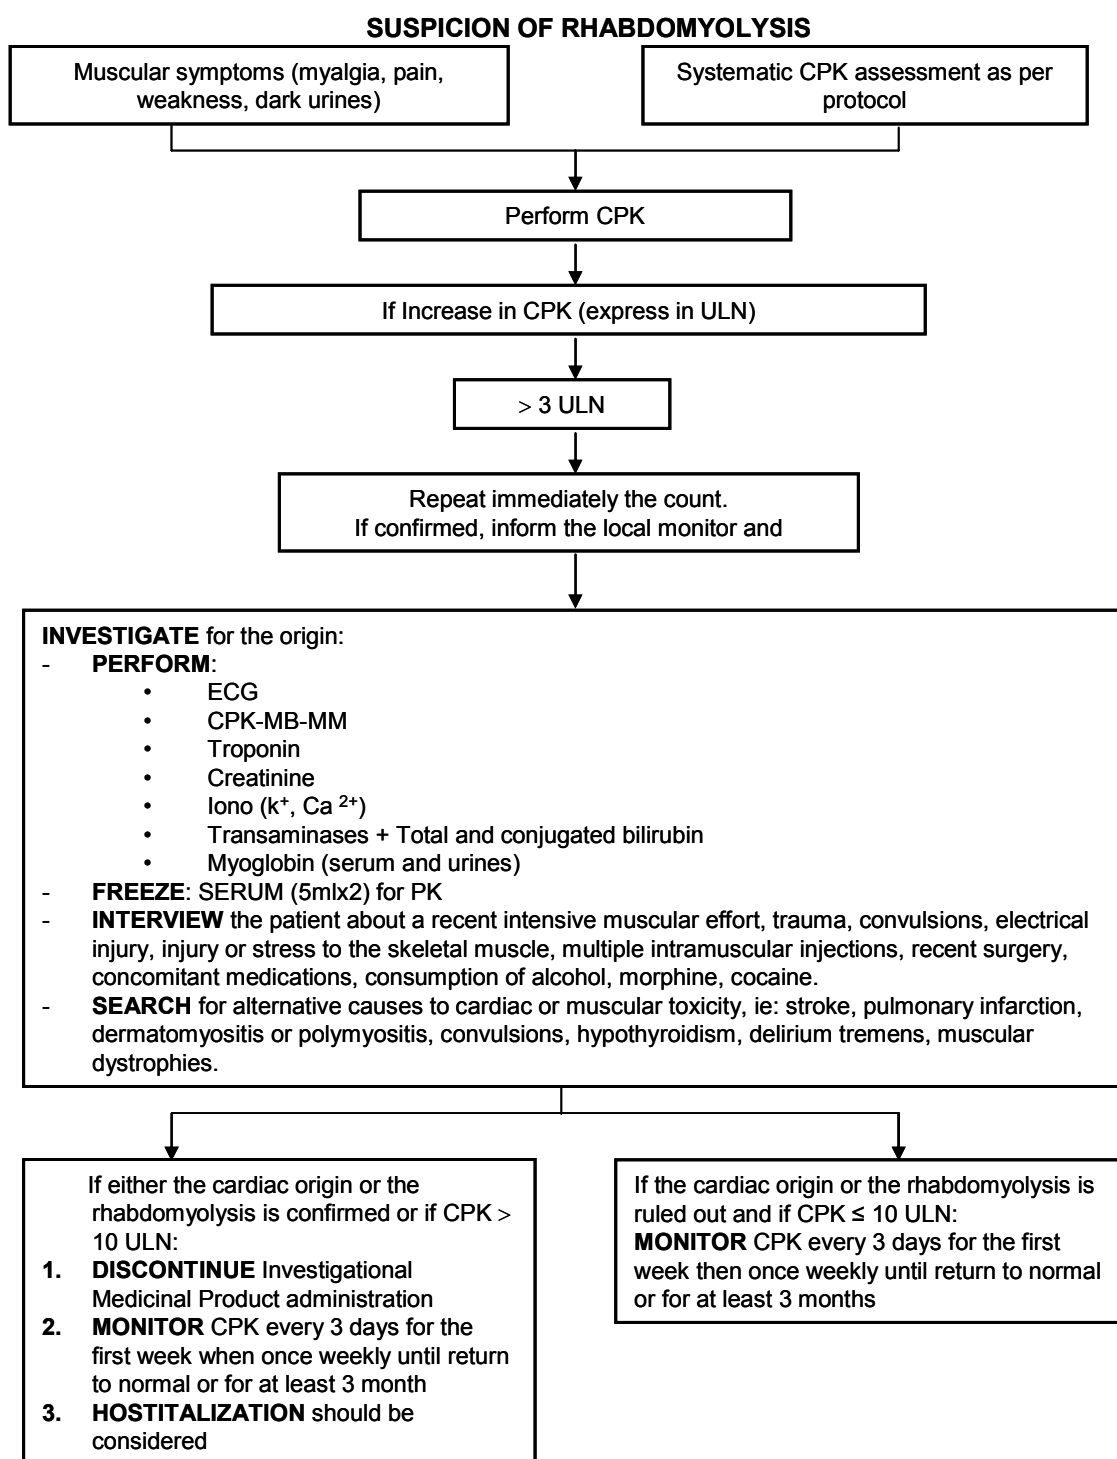 SUSPICION OF RHABDOMYOLYSIS
Muscular symptoms (myalgia, pain,
weakness, dark urines)
Systematic CPK assessment as per
protocol
Perform CPK
If Increase in CPK (express in ULN)
> 3 ULN
Repeat immediately the count.
If confirmed, inform the local monitor and
INVESTIGATE for the origin:
- PERFORM:
• ECG
• CPK-MB-MM
• Troponin
• Creatinine
• Iono (k⁺, Ca ²⁺)
• Transaminases + Total and conjugated bilirubin
• Myoglobin (serum and urines)
- FREEZE: SERUM (5mlx2) for PK
- INTERVIEW the patient about a recent intensive muscular effort, trauma, convulsions, electrical
injury, injury or stress to the skeletal muscle, multiple intramuscular injections, recent surgery,
concomitant medications, consumption of alcohol, morphine, cocaine.
- SEARCH for alternative causes to cardiac or muscular toxicity, ie: stroke, pulmonary infarction,
dermatomyositis or polymyositis, convulsions, hypothyroidism, delirium tremens, muscular
dystrophies.
If either the cardiac origin or the
rhabdomyolysis is confirmed or if CPK >
10 ULN:
1. DISCONTINUE Investigational
Medicinal Product administration
2. MONITOR CPK every 3 days for the
first week when once weekly until return
to normal or for at least 3 month
3. HOSTITALIZATION should be
considered
If the cardiac origin or the rhabdomyolysis is
ruled out and if CPK ≤ 10 ULN:
MONITOR CPK every 3 days for the first
week then once weekly until return to normal
or for at least 3 months